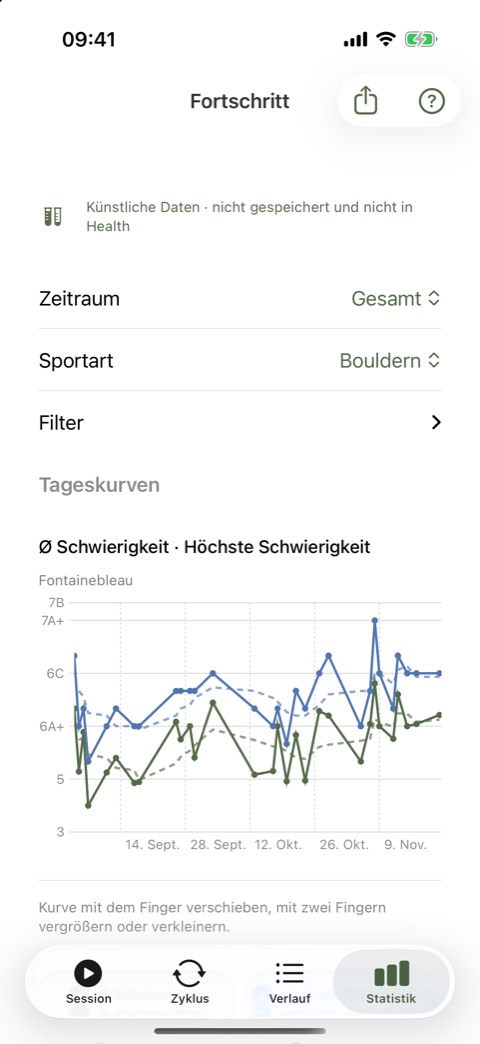 09:41
Fortschritt
Künstliche Daten · nicht gespeichert und nicht in
Health
Zeitraum
Gesamt
Sportart
Bouldern
Filter
Tageskurven
Ø Schwierigkeit · Höchste Schwierigkeit
Fontainebleau
7B
7A+
6C
6A+
5
3
14. Sept.
28. Sept.
12. Okt.
26. Okt.
9. Nov.
Kurve mit dem Finger verschieben, mit zwei Fingern
vergrößern oder verkleinern.
Session
Zyklus
Verlauf
Statistik